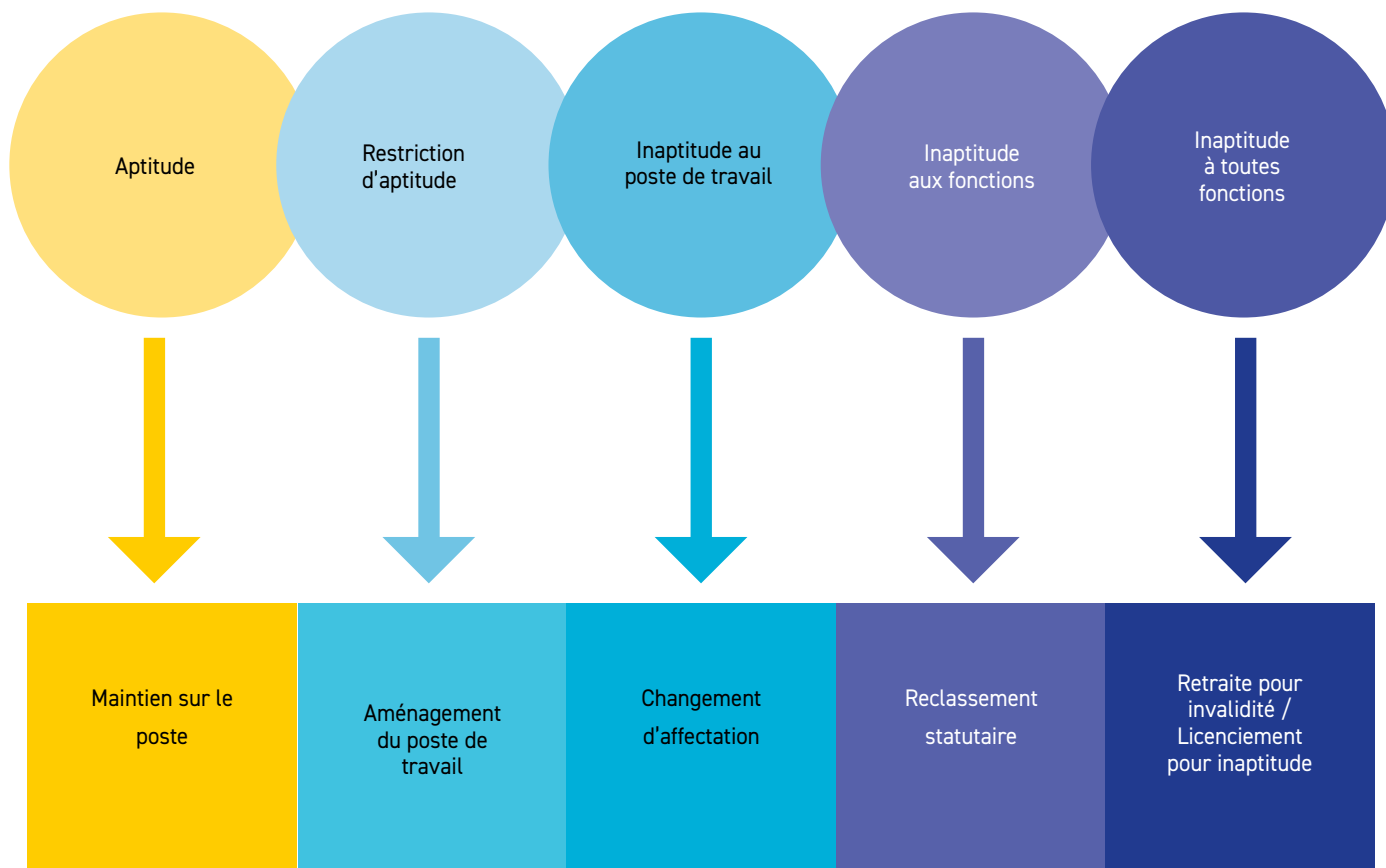 Aptitude
Restriction
d'aptitude
Inaptitude au
poste de travail
Inaptitude
aux fonctions
Inaptitude
à toutes
fonctions
Maintien sur le
poste
Aménagement
du poste de
travail
Changement
d'affectation
Reclassement
statutaire
Retraite pour
invalidité /
Licenciement
pour inaptitude